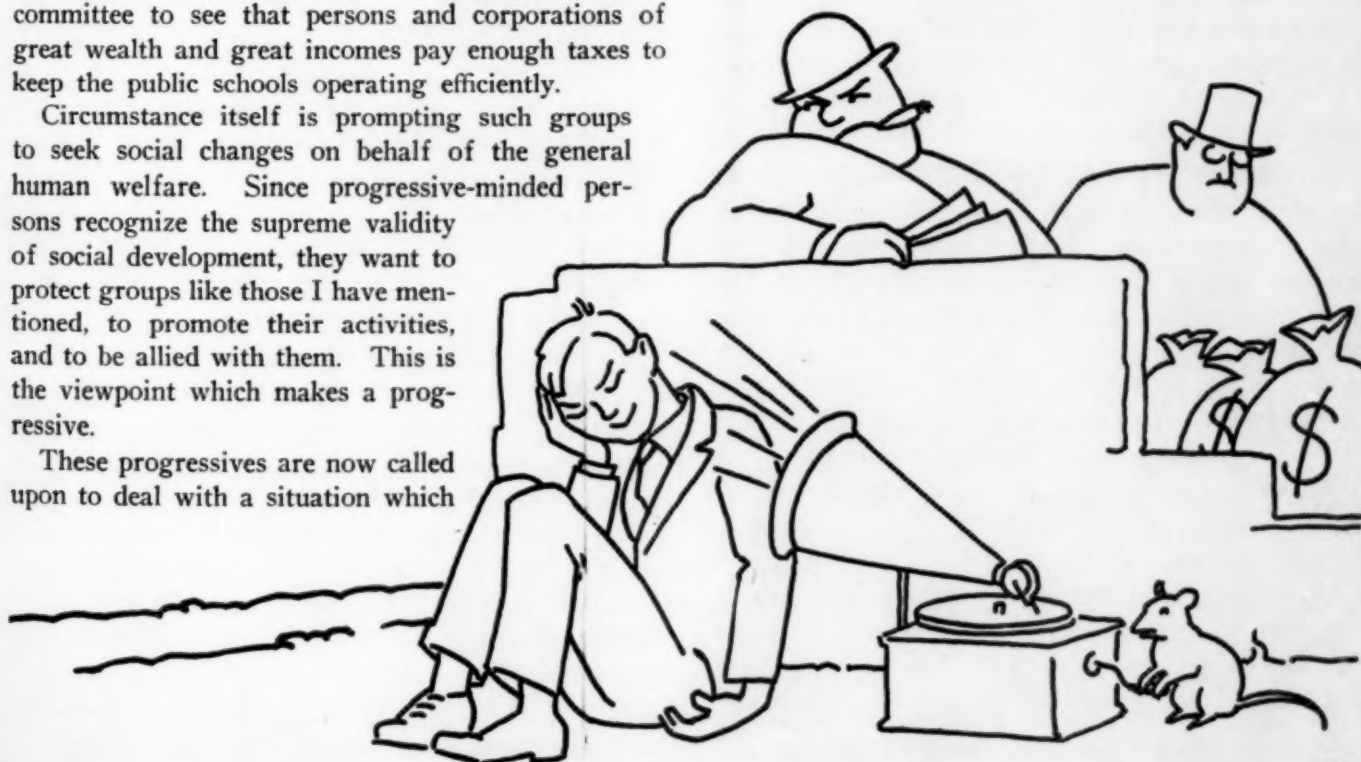 committee to see that persons and corporations of
great wealth and great incomes pay enough taxes to
keep the public schools operating efficiently.
Circumstance itself is prompting such groups
to seek social changes on behalf of the general
human welfare. Since progressive-minded per-
sons recognize the supreme validity
of social development, they want to
protect groups like those I have men-
tioned, to promote their activities,
and to be allied with them. This is
the viewpoint which makes a prog-
ressive.
These progressives are now called
upon to deal with a situation which
$
$